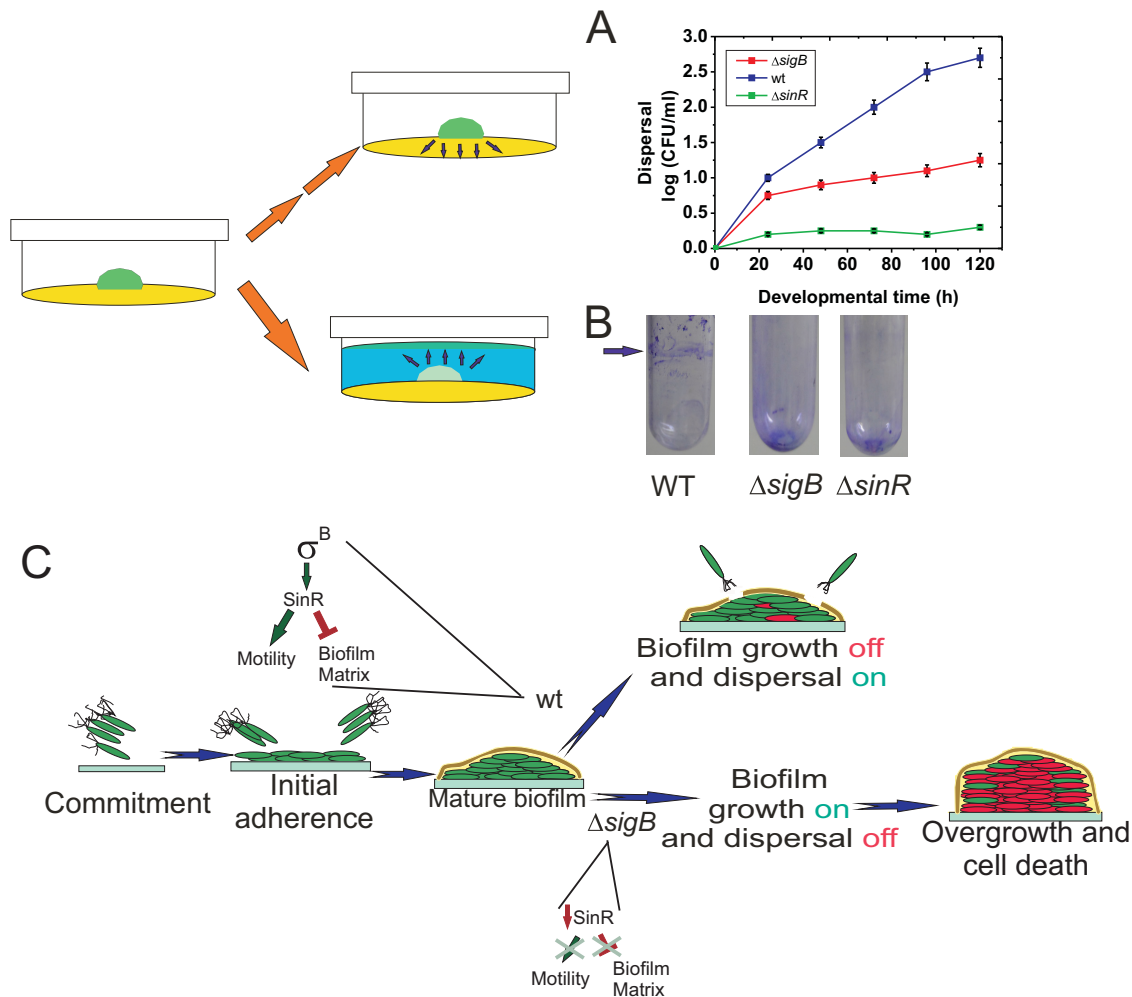 A
Dispersal
log (CFU/ml)
3.0
2.5
2.0
1.5
1.0
0.5
0.0
ΔsigB
wt
ΔsinR
0 20 40 60 80 100 120
Developmental time (h)
B
WT ΔsigB ΔsinR
C
σB
SinR
Motility
Biofilm
Matrix
wt
Biofilm growth off
and dispersal on
Commitment
Initial
adherence
Mature biofilm
ΔsigB
Biofilm
growth on
and dispersal off
Overgrowth and
cell death
SinR
Motility
Biofilm
Matrix